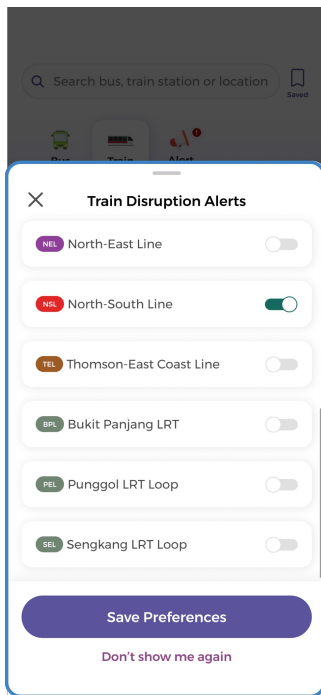 Search bus, train station or location
Saved
Bus Train Alert
Train Disruption Alerts
NEL North-East Line
NSL North-South Line
TEL Thomson-East Coast Line
BPL Bukit Panjang LRT
PEL Punggol LRT Loop
SEL Sengkang LRT Loop
Save Preferences
Don't show me again